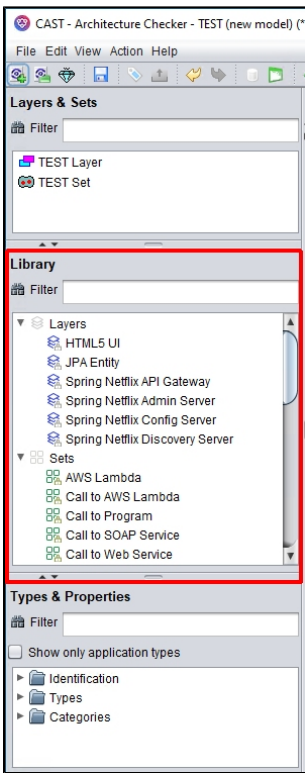 CAST - Architecture Checker - TEST (new model) (*
File Edit View Action Help
Layers & Sets
Filter
TEST Layer
TEST Set
Library
Filter
Layers
HTML5 UI
JPA Entity
Spring Netflix API Gateway
Spring Netflix Admin Server
Spring Netflix Config Server
Spring Netflix Discovery Server
Sets
AWS Lambda
Call to AWS Lambda
Call to Program
Call to SOAP Service
Call to Web Service
Types & Properties
Filter
Show only application types
Identification
Types
Categories